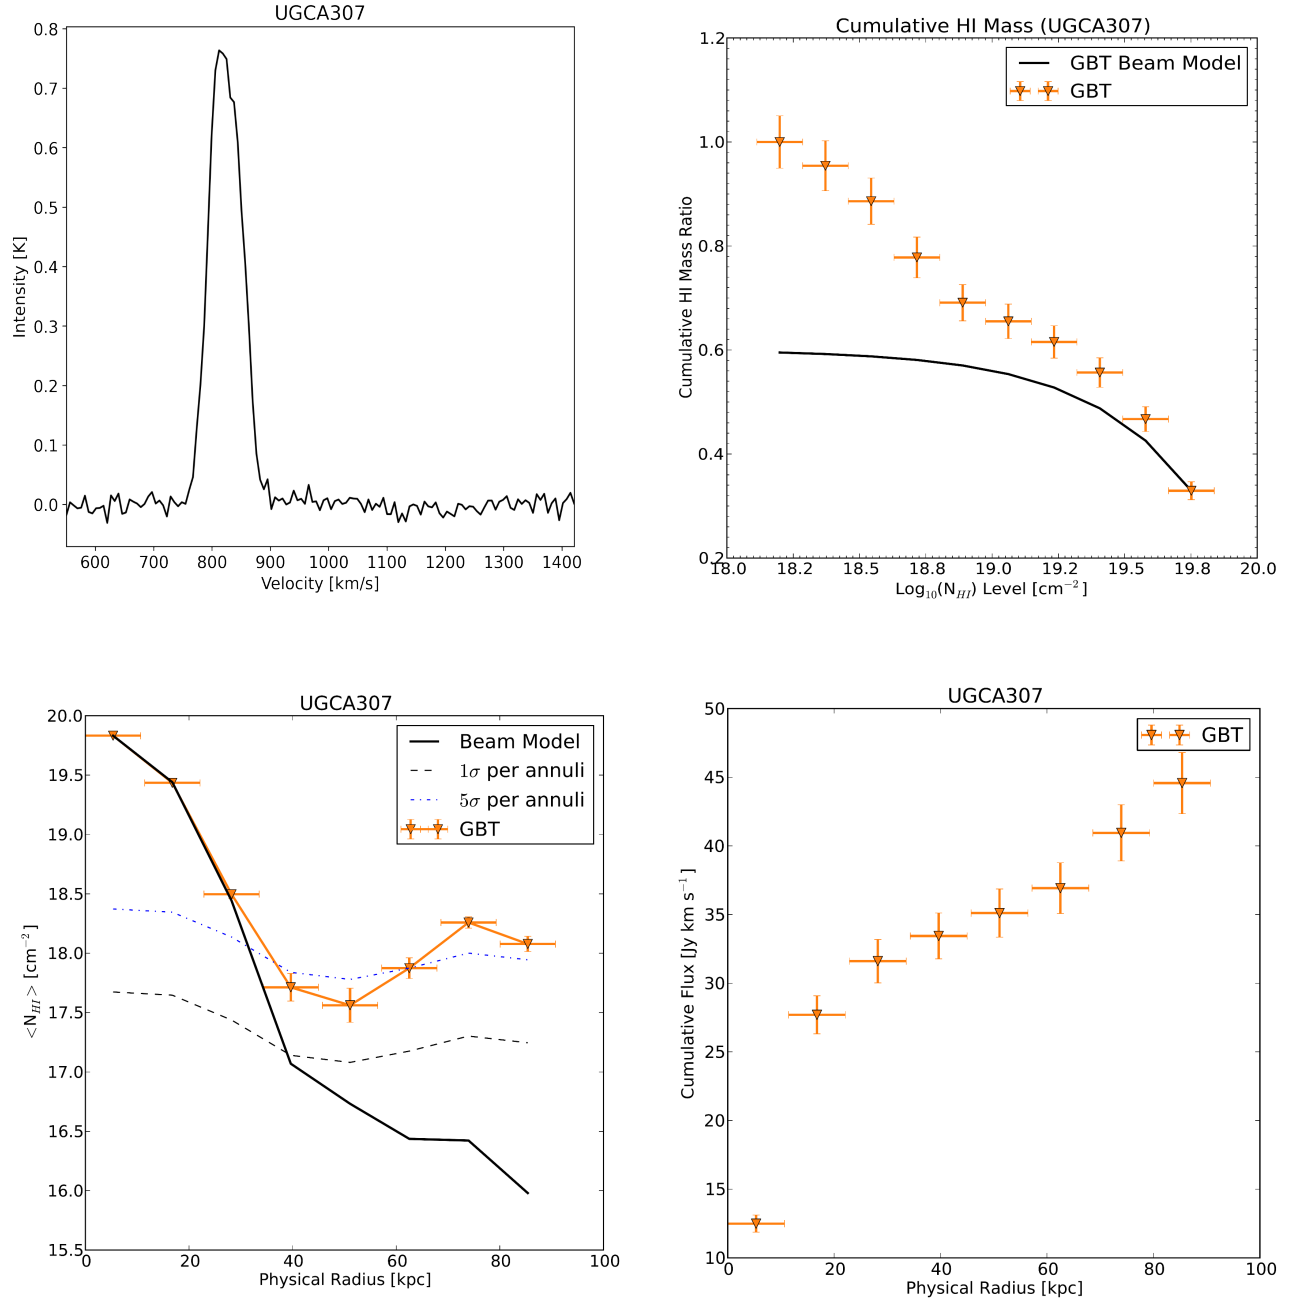 UGCA307
0.8
0.7
0.6
0.5
0.4
0.3
0.2
0.1
0.0
Intensity [K]
600 700 800 900 1000 1100 1200 1300 1400
Velocity [km/s]
Cumulative HI Mass (UGCA307)
GBT Beam Model
GBT
1.2
1.0
0.8
0.6
0.4
0.2
Cumulative HI Mass Ratio
18.0 18.2 18.5 18.8 19.0 19.2 19.5 19.8 20.0
Log₁₀(N_HI) Level [cm⁻²]
UGCA307
Beam Model
1σ per annuli
5σ per annuli
GBT
20.0
19.5
19.0
18.5
18.0
17.5
17.0
16.5
16.0
15.5
<N_HI> [cm⁻²]
0 20 40 60 80 100
Physical Radius [kpc]
UGCA307
GBT
50
45
40
35
30
25
20
15
10
Cumulative Flux [Jy km s⁻¹]
0 20 40 60 80 100
Physical Radius [kpc]